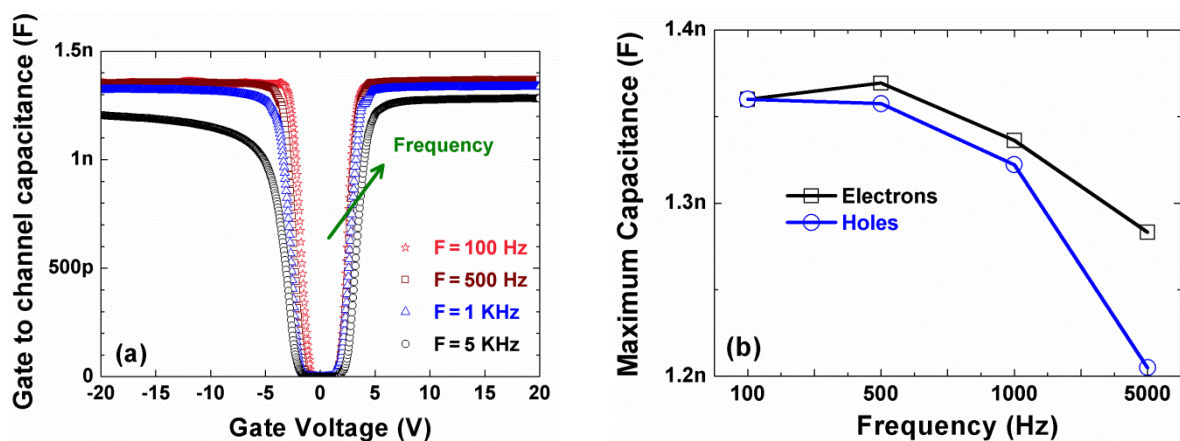 Gate to channel capacitance (F)
1.5n
1n
500p
0
-20 -15 -10 -5 0 5 10 15 20
Gate Voltage (V)
Frequency
F = 100 Hz
F = 500 Hz
F = 1 KHz
F = 5 KHz
(a)
Maximum Capacitance (F)
1.4n
1.3n
1.2n
100 500 1000 5000
Frequency (Hz)
Electrons
Holes
(b)